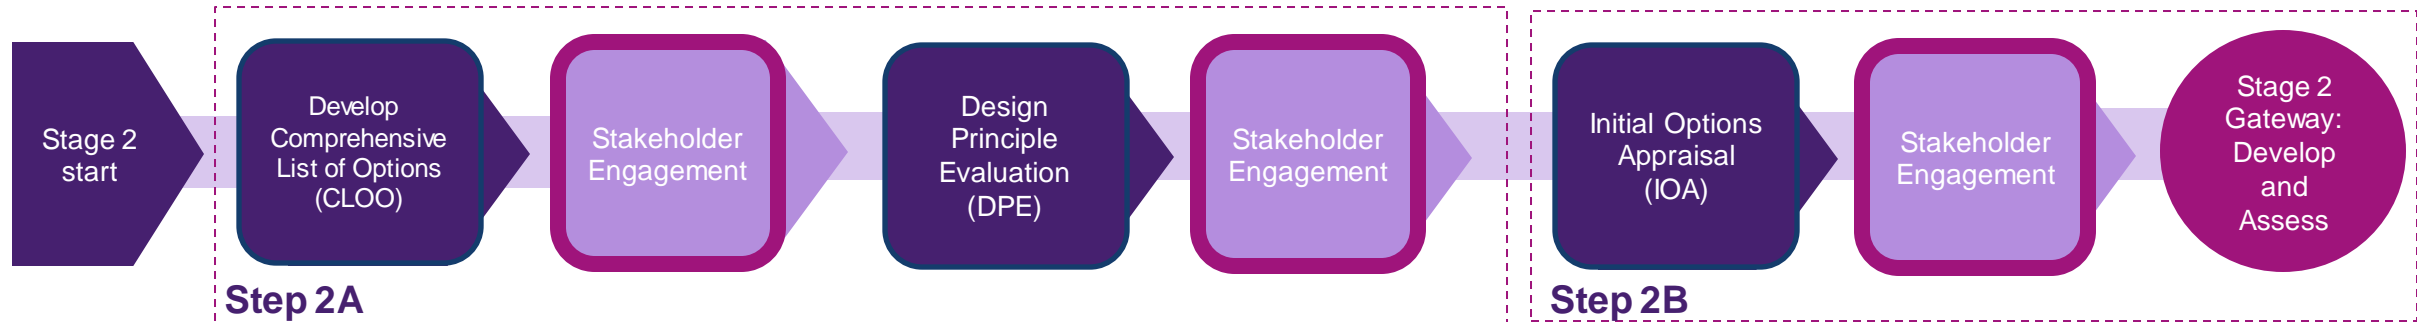 Stage 2
start
Develop
Comprehensive
List of Options
(CLOO)
Stakeholder
Engagement
Design
Principle
Evaluation
(DPE)
Stakeholder
Engagement
Step 2A
Initial Options
Appraisal
(IOA)
Stakeholder
Engagement
Stage 2
Gateway:
Develop
and
Assess
Step 2B